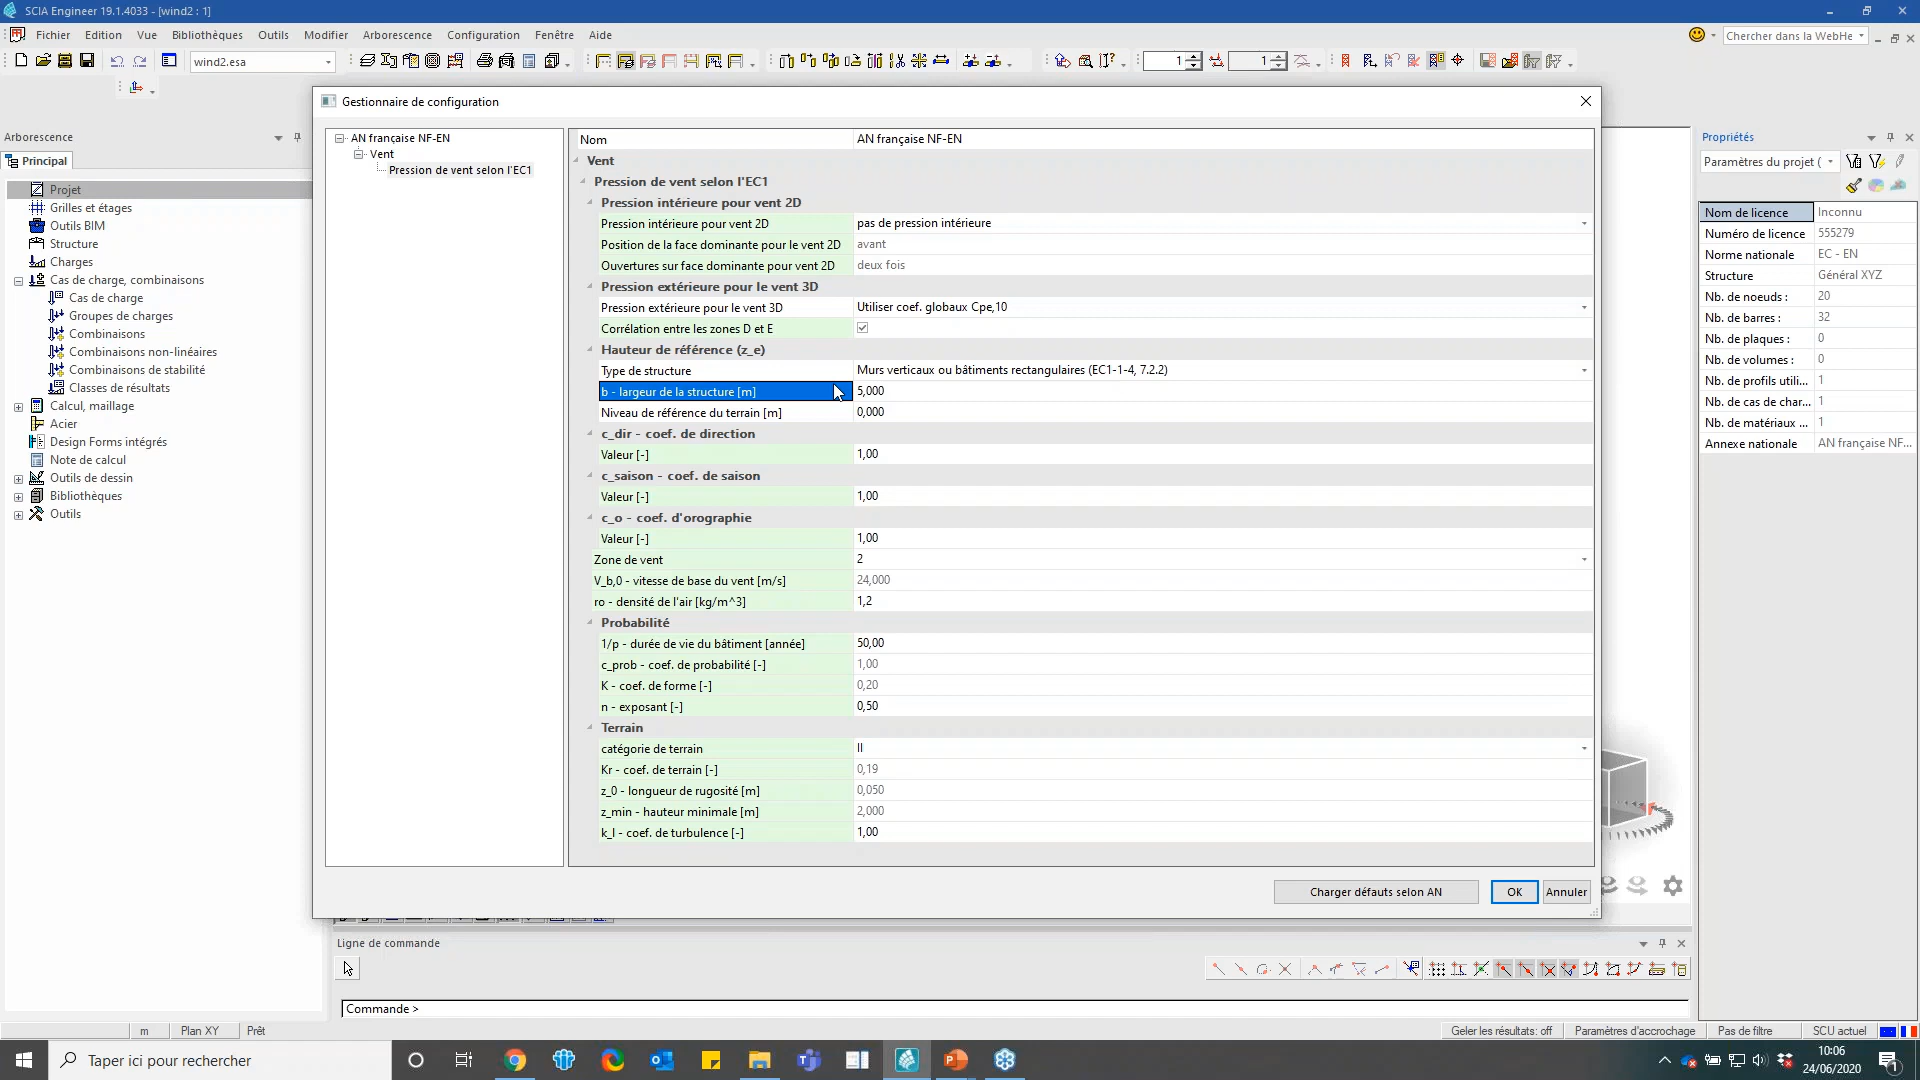 SCIA Engineer 19.1.4033 - [wind2 : 1]
Fichier Edition Vue Bibliothèques Outils Modifier Arborescence Configuration Fenêtre Aide
Chercher dans la WebHe
wind2.esa
1
1
Gestionnaire de configuration
Arborescence
Principal
Projet
Grilles et étages
Outils BIM
Structure
Charges
Cas de charge, combinaisons
Cas de charge
Groupes de charges
Combinaisons
Combinaisons non-linéaires
Combinaisons de stabilité
Classes de résultats
Calcul, maillage
Acier
Design Forms intégrés
Note de calcul
Outils de dessin
Bibliothèques
Outils
AN française NF-EN
Vent
Pression de vent selon l'EC1
Nom AN française NF-EN
Vent
Pression de vent selon l'EC1
Pression intérieure pour vent 2D
Pression intérieure pour vent 2D pas de pression intérieure
Position de la face dominante pour le vent 2D avant
Ouvertures sur face dominante pour vent 2D deux fois
Pression extérieure pour le vent 3D
Pression extérieure pour le vent 3D Utiliser coef. globaux Cpe,10
Corrélation entre les zones D et E
Hauteur de référence (z_e)
Type de structure Murs verticaux ou bâtiments rectangulaires (EC1-1-4, 7.2.2)
b - largeur de la structure [m] 5,000
Niveau de référence du terrain [m] 0,000
c_dir - coef. de direction
Valeur [-] 1,00
c_saison - coef. de saison
Valeur [-] 1,00
c_o - coef. d'orographie
Valeur [-] 1,00
Zone de vent 2
V_b,0 - vitesse de base du vent [m/s] 24,000
ro - densité de l'air [kg/m^3] 1,2
Probabilité
1/p - durée de vie du bâtiment [année] 50,00
c_prob - coef. de probabilité [-] 1,00
K - coef. de forme [-] 0,20
n - exposant [-] 0,50
Terrain
catégorie de terrain II
Kr - coef. de terrain [-] 0,19
z_0 - longueur de rugosité [m] 0,050
z_min - hauteur minimale [m] 2,000
k_I - coef. de turbulence [-] 1,00
Charger défauts selon AN OK Annuler
Propriétés
Paramètres du projet (
Nom de licence Inconnu
Numéro de licence 555279
Norme nationale EC - EN
Structure Général XYZ
Nb. de noeuds : 20
Nb. de barres : 32
Nb. de plaques : 0
Nb. de volumes : 0
Nb. de profils utili... 1
Nb. de cas de char... 1
Nb. de matériaux ... 1
Annexe nationale AN française NF...
Ligne de commande
Commande >
m Plan XY Prêt
Geler les résultats: off Paramètres d'accrochage Pas de filtre SCU actuel
Taper ici pour rechercher
10:06
24/06/2020
1